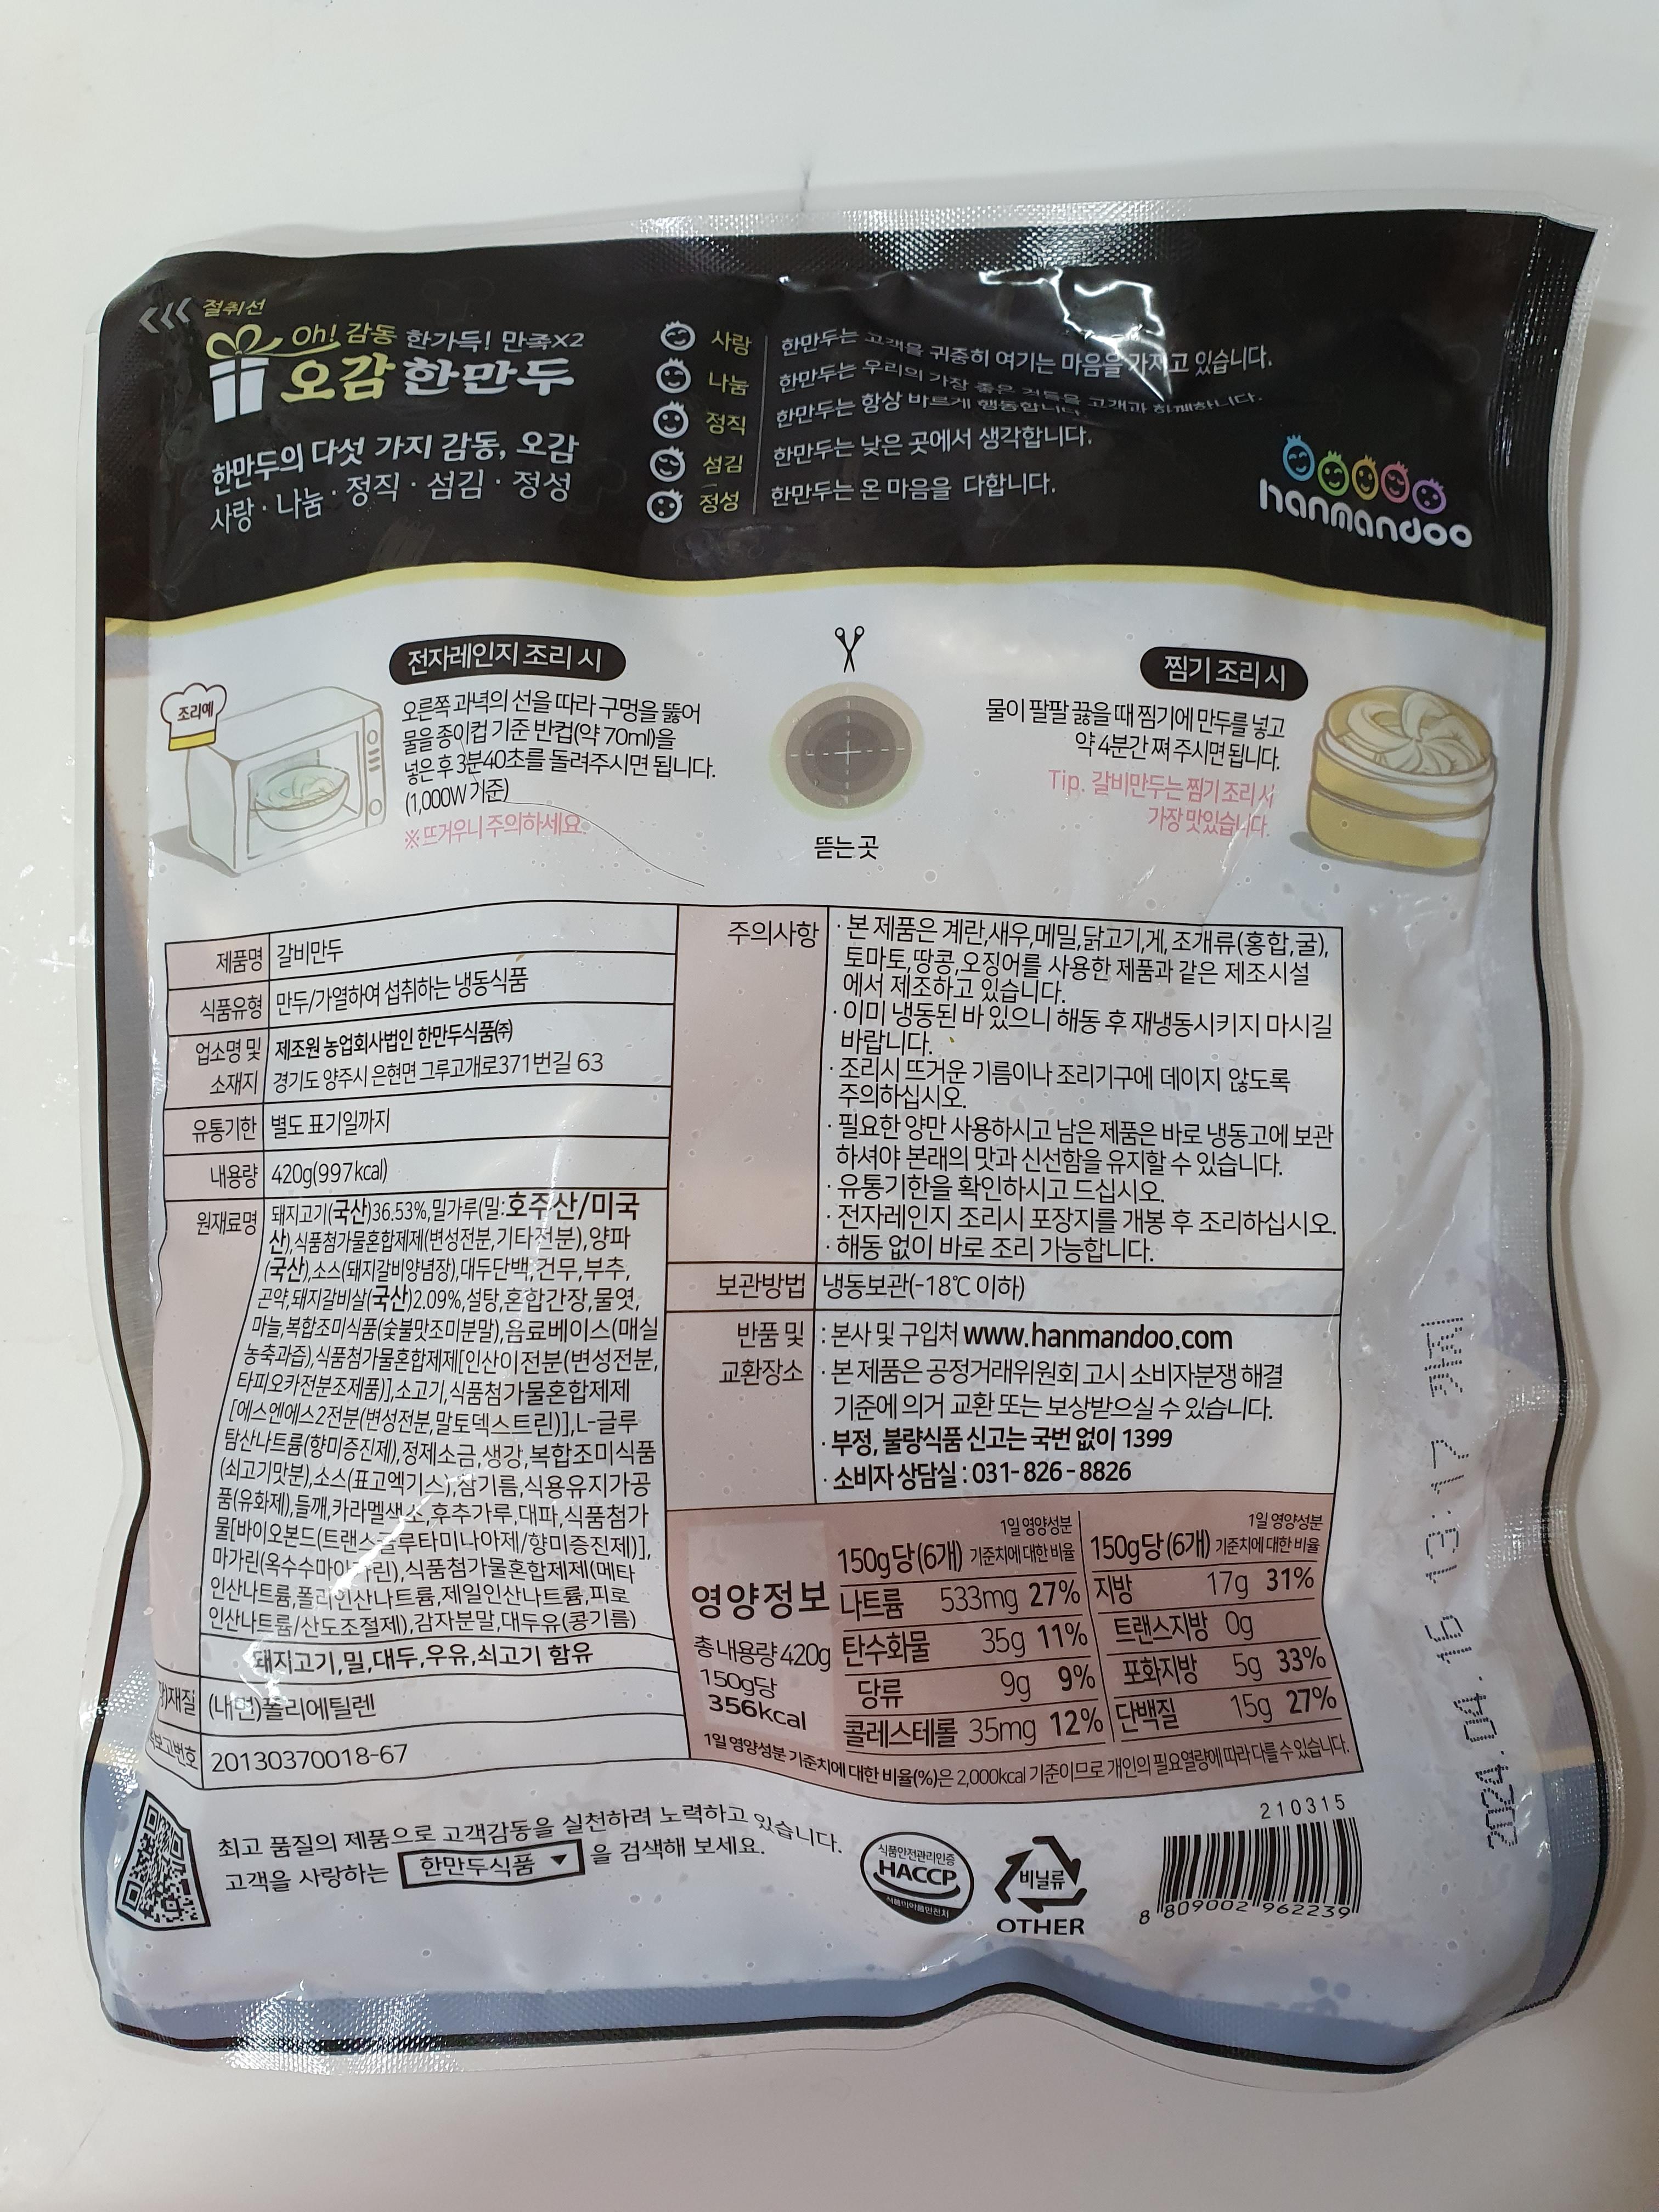 절취선
Oh! 감동 한가득! 만족x2
오감한만두
한만두의 다섯 가지 감동, 오감
사랑 · 나눔 · 정직 · 섬김 · 정성
사랑 한만두는 고객을 귀중히 여기는 마음을 가지고 있습니다.
나눔 한만두는 우리의 가장 좋은 것들을 고객과 함께합니다.
정직 한만두는 항상 바르게 행동합니다.
섬김 한만두는 낮은 곳에서 생각합니다.
정성 한만두는 온 마음을 다합니다.
hanmandoo
조리예
전자레인지 조리 시
오른쪽 과녁의 선을 따라 구멍을 뚫어
물을 종이컵 기준 반컵(약 70ml)을
넣은 후 3분40초를 돌려주시면 됩니다.
(1,000W 기준)
※ 뜨거우니 주의하세요.
뜯는 곳
찜기 조리 시
물이 팔팔 끓을 때 찜기에 만두를 넣고
약 4분간 쪄 주시면 됩니다.
Tip. 갈비만두는 찜기 조리 시
가장 맛있습니다.
제품명 갈비만두
식품유형 만두/가열하여 섭취하는 냉동식품
업소명 및 제조원 농업회사법인 한만두식품㈜
소재지 경기도 양주시 은현면 그루고개로371번길 63
유통기한 별도 표기일까지
내용량 420g(997kcal)
원재료명 돼지고기(국산)36.53%,밀가루(밀:호주산/미국
산),식품첨가물혼합제제(변성전분,기타전분),양파
(국산),소스(돼지갈비양념장),대두단백,건무,부추,
곤약,돼지갈비살(국산)2.09%,설탕,혼합간장,물엿,
마늘,복합조미식품(숯불맛조미분말),음료베이스(매실
농축과즙),식품첨가물혼합제제[인산이전분(변성전분,
타피오카전분조제품)],소고기,식품첨가물혼합제제
[에스엔에스2전분(변성전분,말토덱스트린)],L-글루
탐산나트륨(향미증진제),정제소금,생강,복합조미식품
(쇠고기맛분),소스(표고엑기스),참기름,식용유지가공
품(유화제),들깨,카라멜색소,후추가루,대파,식품첨가
물[바이오본드(트랜스글루타미나아제/향미증진제)],
마가린(옥수수마아가린),식품첨가물혼합제제(메타
인산나트륨,폴리인산나트륨,제일인산나트륨,피로
인산나트륨/산도조절제),감자분말,대두유(콩기름)
돼지고기,밀,대두,우유,쇠고기 함유
재질 (내면)폴리에틸렌
보고번호 20130370018-67
주의사항 · 본 제품은 계란,새우,메밀,닭고기,게,조개류(홍합,굴),
토마토,땅콩,오징어를 사용한 제품과 같은 제조시설
에서 제조하고 있습니다.
· 이미 냉동된 바 있으니 해동 후 재냉동시키지 마시길
바랍니다.
· 조리시 뜨거운 기름이나 조리기구에 데이지 않도록
주의하십시오.
· 필요한 양만 사용하시고 남은 제품은 바로 냉동고에 보관
하셔야 본래의 맛과 신선함을 유지할 수 있습니다.
· 유통기한을 확인하시고 드십시오.
· 전자레인지 조리시 포장지를 개봉 후 조리하십시오.
· 해동 없이 바로 조리 가능합니다.
보관방법 냉동보관(-18℃ 이하)
반품 및 : 본사 및 구입처 www.hanmandoo.com
교환장소 · 본 제품은 공정거래위원회 고시 소비자분쟁 해결
기준에 의거 교환 또는 보상받으실 수 있습니다.
· 부정, 불량식품 신고는 국번 없이 1399
· 소비자 상담실 : 031-826-8826
영양정보
총 내용량 420g
150g당
356kcal
150g당(6개) 1일 영양성분 기준치에 대한 비율
나트륨 533mg 27%
탄수화물 35g 11%
당류 9g 9%
콜레스테롤 35mg 12%
150g당(6개) 1일 영양성분 기준치에 대한 비율
지방 17g 31%
트랜스지방 0g
포화지방 5g 33%
단백질 15g 27%
1일 영양성분 기준치에 대한 비율(%)은 2,000kcal 기준이므로 개인의 필요열량에 따라 다를 수 있습니다.
2024.04.16 13:17
최고 품질의 제품으로 고객감동을 실천하려 노력하고 있습니다.
고객을 사랑하는 한만두식품 ▼ 을 검색해 보세요.
식품안전관리인증
HACCP
식품의약품안전처
비닐류
OTHER
210315
8 809002 962239